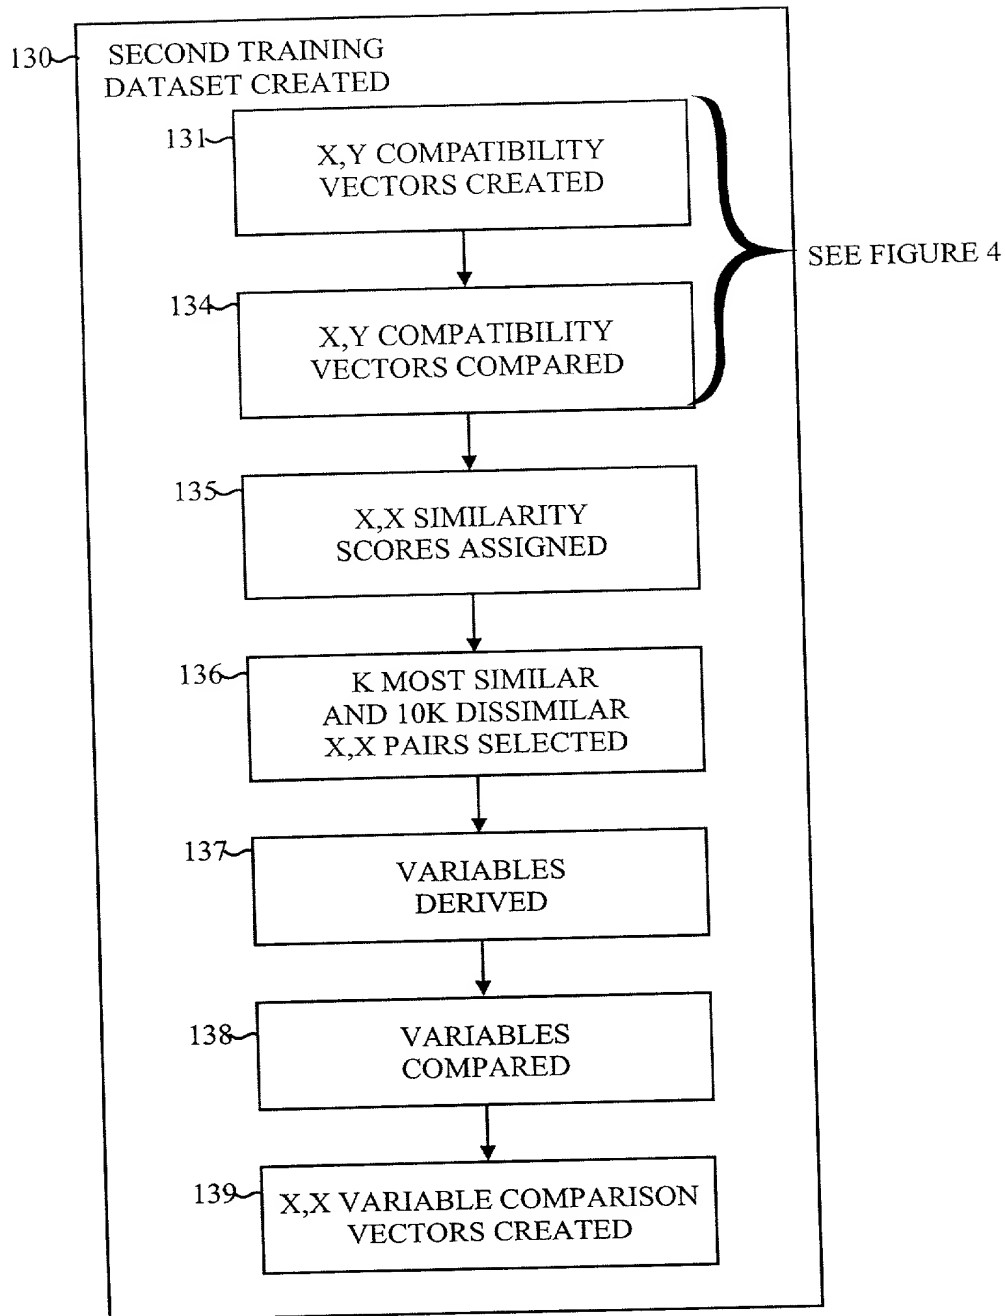 130
SECOND TRAINING
DATASET CREATED
131
X,Y COMPATIBILITY
VECTORS CREATED
SEE FIGURE 4
134
X,Y COMPATIBILITY
VECTORS COMPARED
135
X,X SIMILARITY
SCORES ASSIGNED
136
K MOST SIMILAR
AND 10K DISSIMILAR
X,X PAIRS SELECTED
137
VARIABLES
DERIVED
138
VARIABLES
COMPARED
139
X,X VARIABLE COMPARISON
VECTORS CREATED